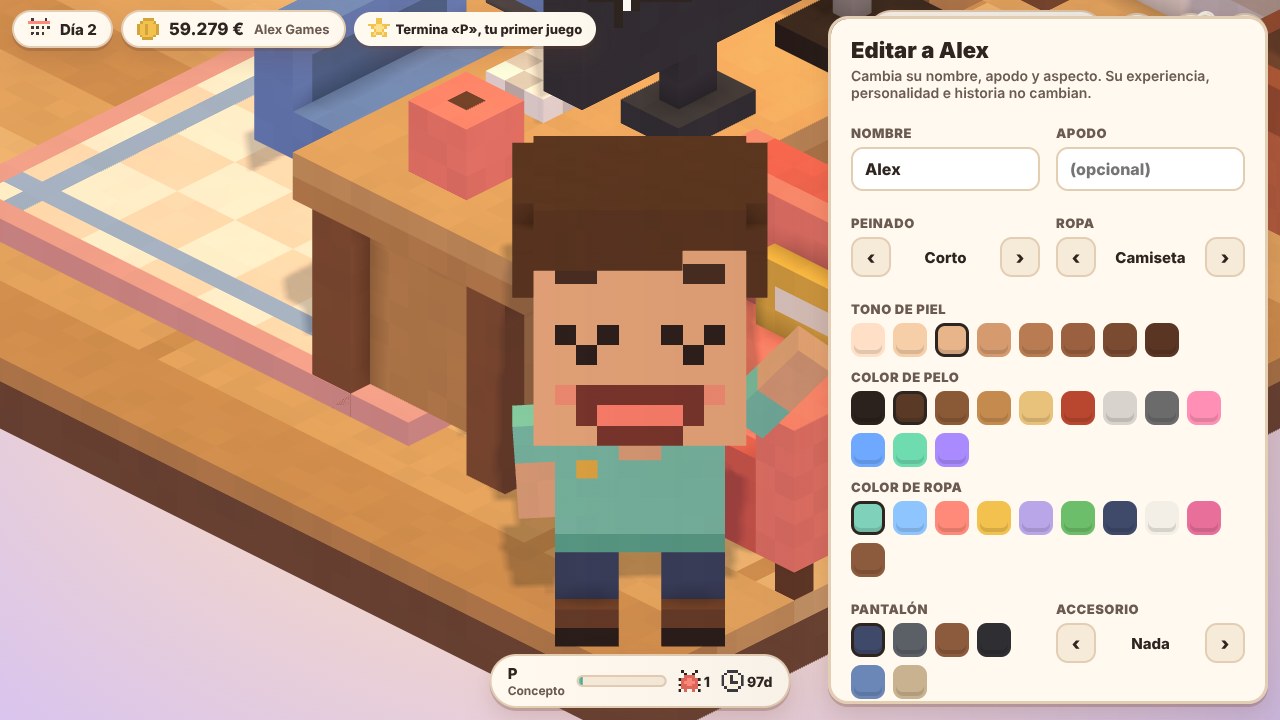 Día 2
59.279 € Alex Games
Termina «P», tu primer juego
Editar a Alex
Cambia su nombre, apodo y aspecto. Su experiencia,
personalidad e historia no cambian.
NOMBRE
APODO
Alex
(opcional)
PEINADO
ROPA
‹ Corto ›
‹ Camiseta ›
TONO DE PIEL
COLOR DE PELO
COLOR DE ROPA
PANTALÓN
ACCESORIO
‹ Nada ›
P
Concepto
1
97d